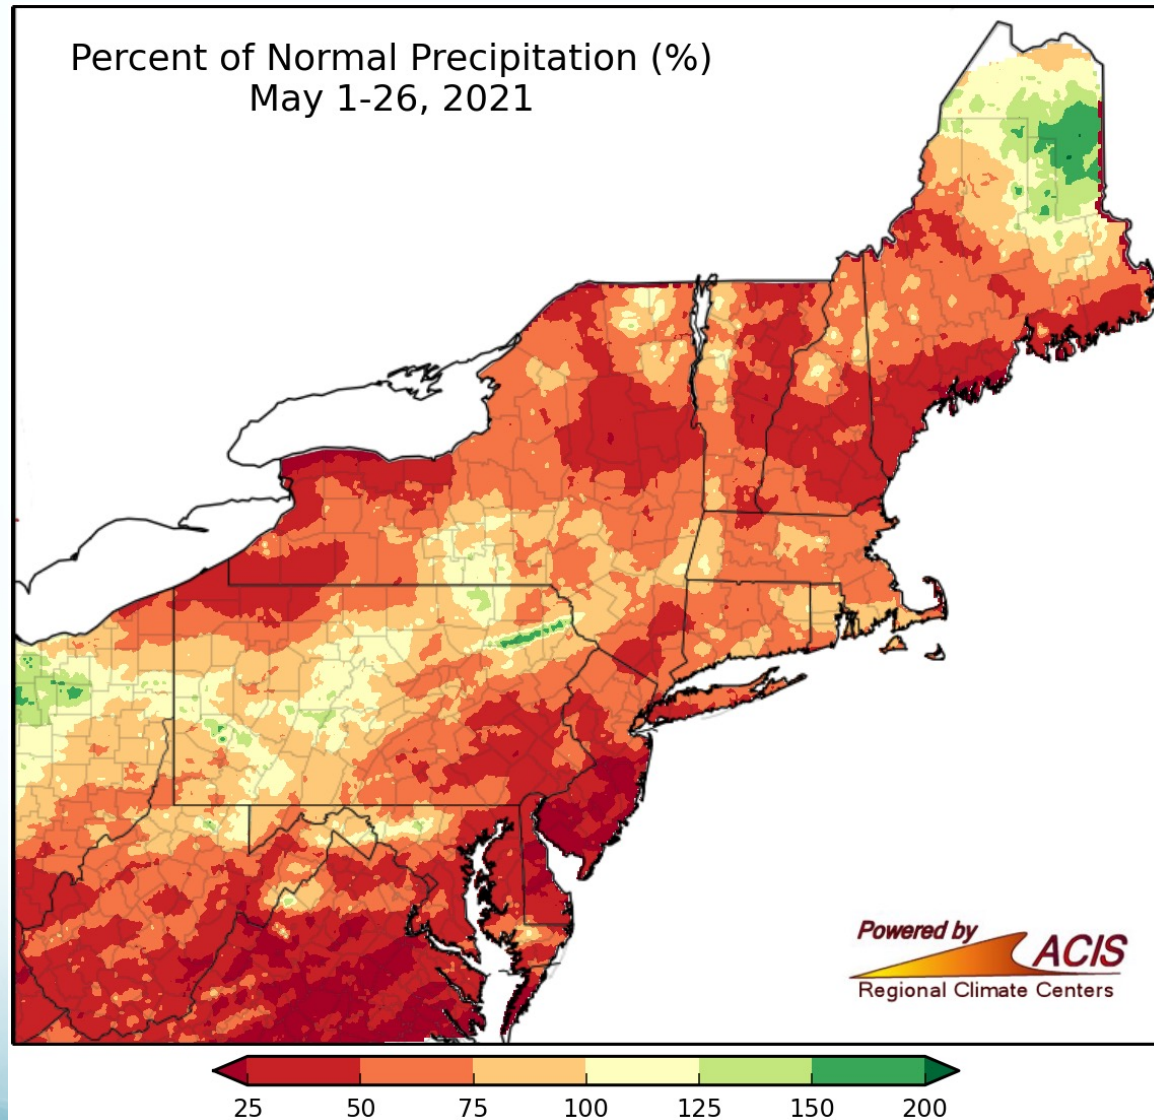 Percent of Normal Precipitation (%)
May 1-26, 2021
Powered by
ACIS
Regional Climate Centers
25 50 75 100 125 150 200